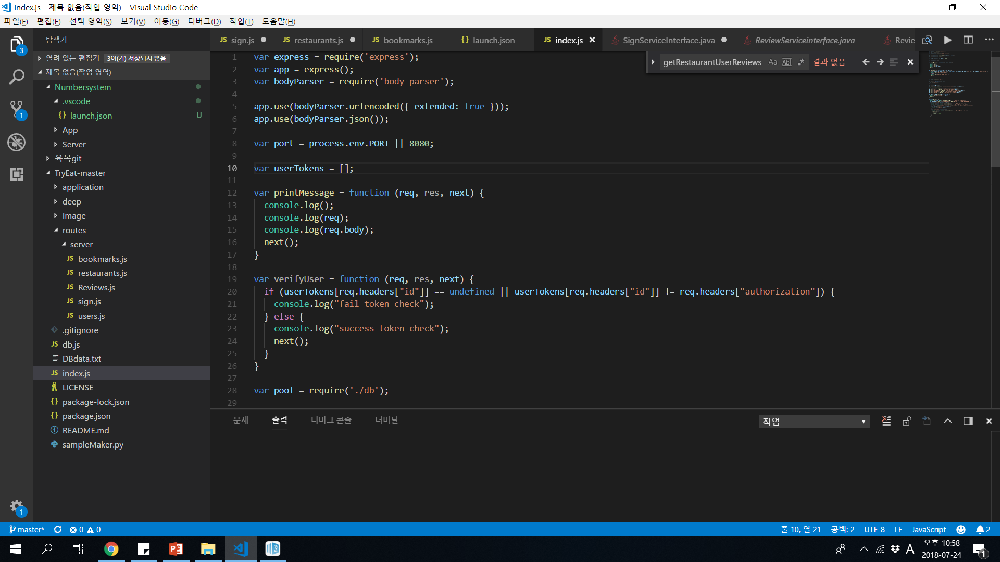 index.js - 제목 없음(작업 영역) - Visual Studio Code
파일(F) 편집(E) 선택 영역(S) 보기(V) 이동(G) 디버그(D) 작업(T) 도움말(H)
탐색기
열려 있는 편집기 3이(가) 저장되지 않음
제목 없음(작업 영역)
Numbersystem
.vscode
{} launch.json U
App
Server
육목git
TryEat-master
application
deep
Image
routes
server
JS bookmarks.js
JS restaurants.js
JS Reviews.js
JS sign.js
JS users.js
.gitignore
JS db.js
DBdata.txt
JS index.js
LICENSE
{} package-lock.json
{} package.json
README.md
sampleMaker.py
3
1
1
JS sign.js JS restaurants.js JS bookmarks.js {} launch.json JS index.js SignServiceInterface.java ReviewServiceinterface.java Revie
getRestaurantUserReviews Aa Abl .* 결과 없음
1 var express = require('express');
2 var app = express();
3 var bodyParser = require('body-parser');
4
5 app.use(bodyParser.urlencoded({ extended: true }));
6 app.use(bodyParser.json());
7
8 var port = process.env.PORT || 8080;
9
10 var userTokens = [];
11
12 var printMessage = function (req, res, next) {
13 console.log();
14 console.log(req);
15 console.log(req.body);
16 next();
17 }
18
19 var verifyUser = function (req, res, next) {
20 if (userTokens[req.headers["id"]] == undefined || userTokens[req.headers["id"]] != req.headers["authorization"]) {
21 console.log("fail token check");
22 } else {
23 console.log("success token check");
24 next();
25 }
26 }
27
28 var pool = require('./db');
29
문제 출력 디버그 콘솔 터미널 작업
master* 0 0 줄 10, 열 21 공백: 2 UTF-8 LF JavaScript 2
A 오후 10:58
2018-07-24
1